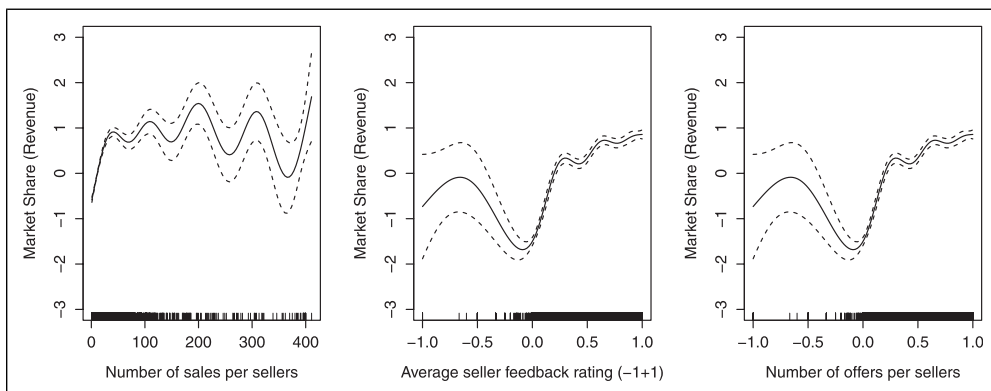 Market Share (Revenue)
3
2
1
0
−1
−2
−3
0 100 200 300 400
Number of sales per sellers
Market Share (Revenue)
3
2
1
0
−1
−2
−3
−1.0 −0.5 0.0 0.5 1.0
Average seller feedback rating (−1+1)
Market Share (Revenue)
3
2
1
0
−1
−2
−3
−1.0 −0.5 0.0 0.5 1.0
Number of offers per sellers